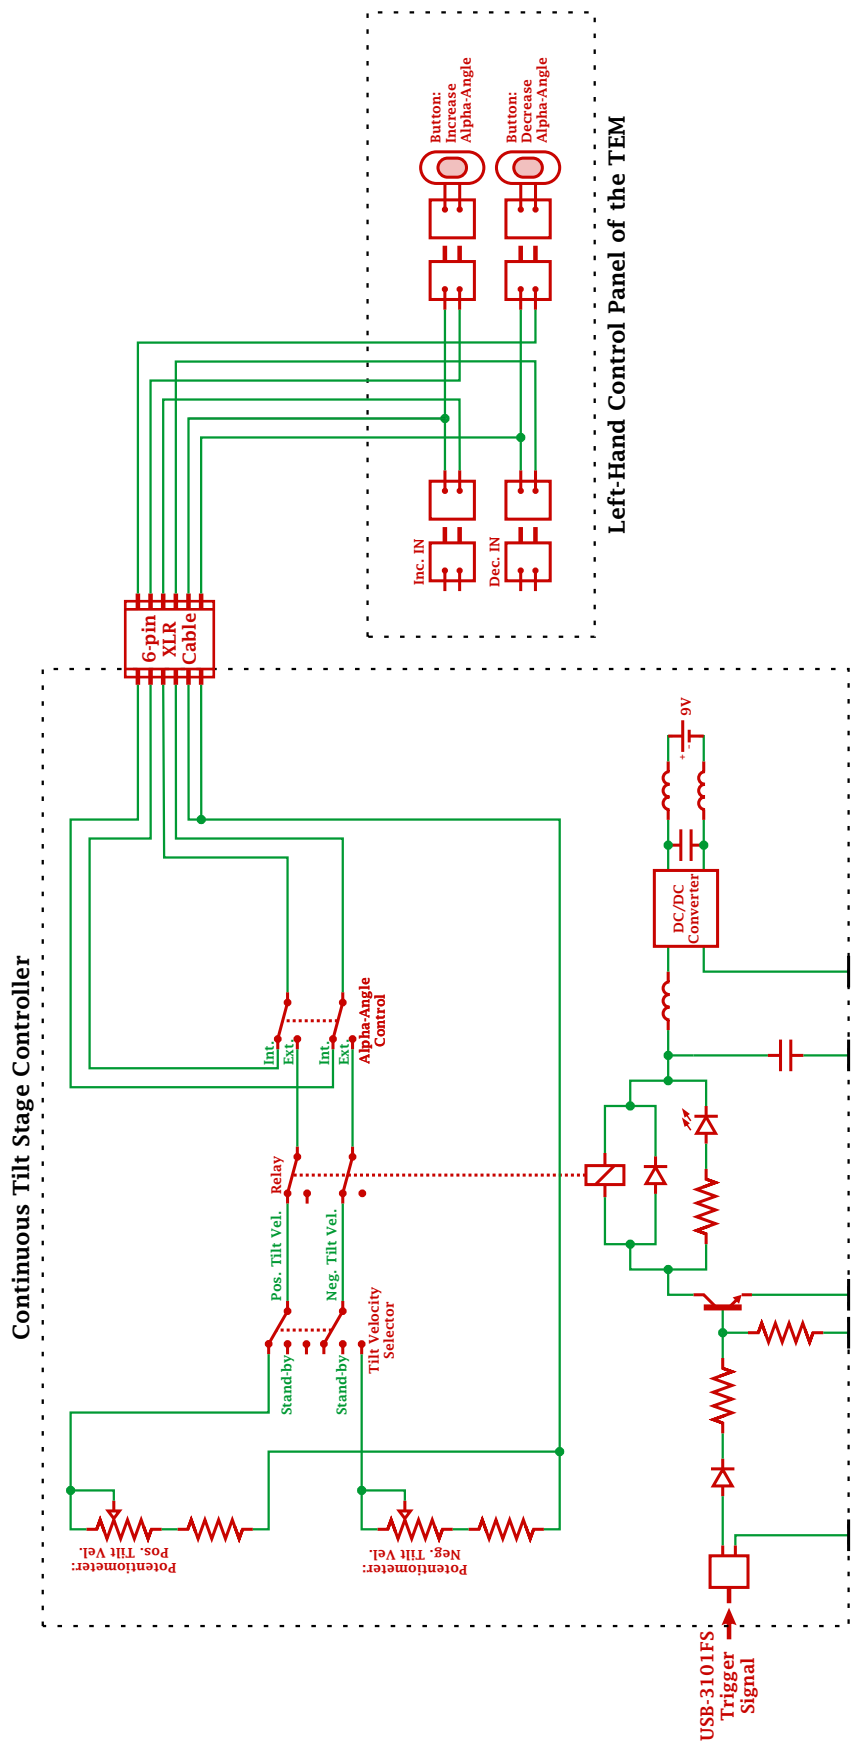 Button:
Increase
Alpha-Angle
Button:
Decrease
Alpha-Angle
Left-Hand Control Panel of the TEM
Inc. IN
Dec. IN
6-pin
XLR
Cable
Continuous Tilt Stage Controller
9V
+
-
DC/DC
Converter
Int.
Ext.
Int.
Ext.
Alpha-Angle
Control
Relay
Pos. Tilt Vel.
Neg. Tilt Vel.
Tilt Velocity
Selector
Stand-by
Stand-by
Potentiometer:
Pos. Tilt Vel.
Potentiometer:
Neg. Tilt Vel.
USB-3101FS
Trigger
Signal